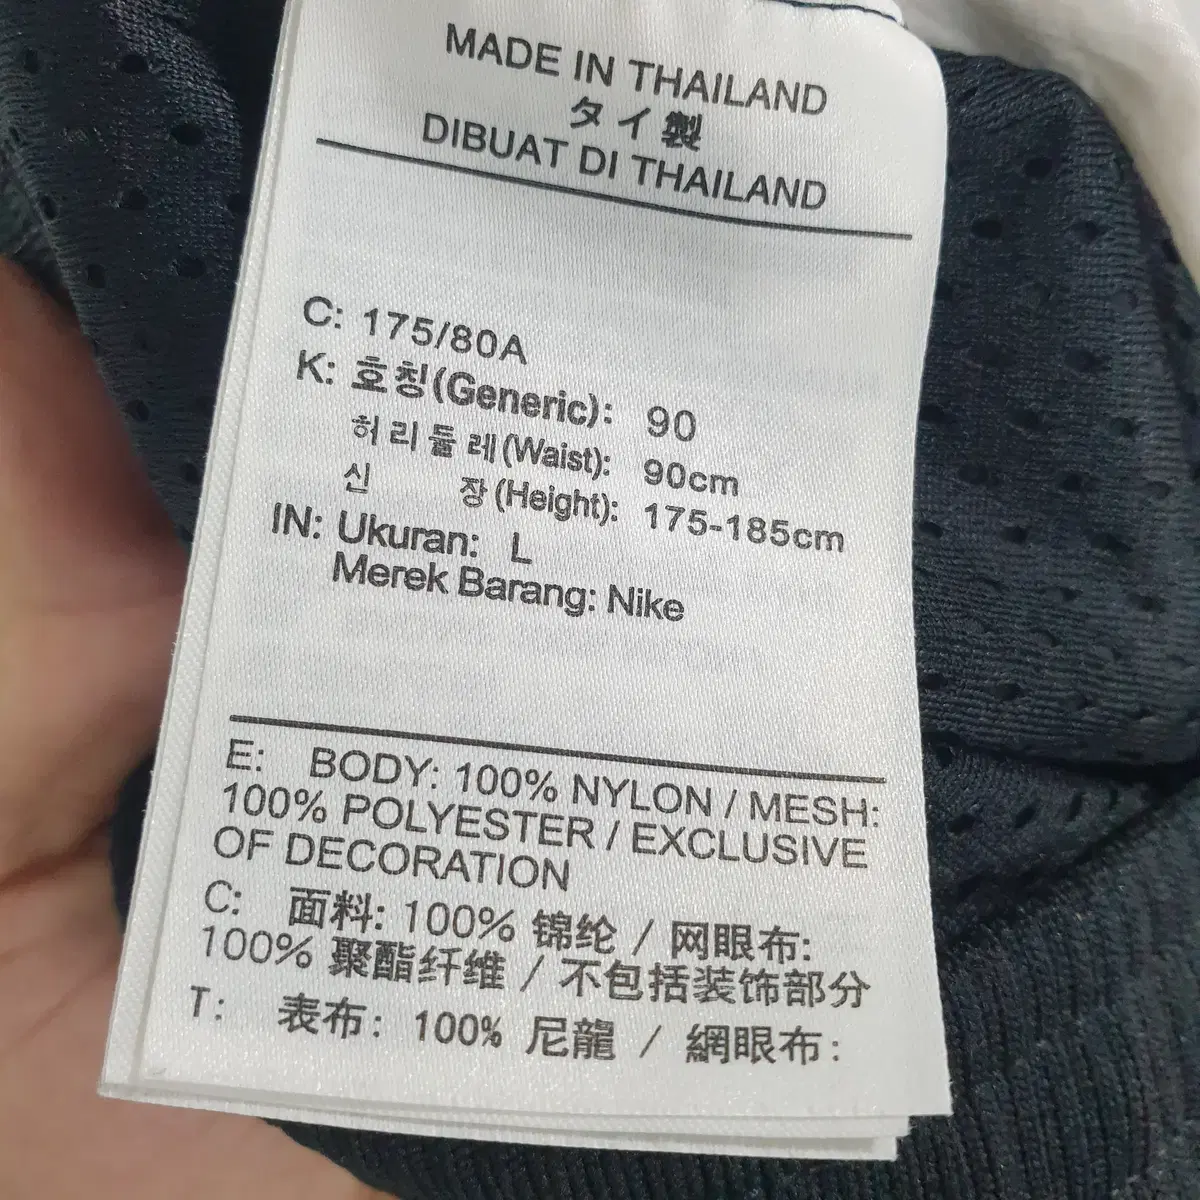 MADE IN THAILAND
タイ製
DIBUAT DI THAILAND
C: 175/80A
K: 호칭(Generic): 90
허리둘레(Waist): 90cm
신 장(Height): 175-185cm
IN: Ukuran: L
Merek Barang: Nike
E: BODY: 100% NYLON / MESH:
100% POLYESTER / EXCLUSIVE
OF DECORATION
C: 面料: 100% 锦纶 / 网眼布:
100% 聚酯纤维 / 不包括装饰部分
T: 表布: 100% 尼龍 / 網眼布: